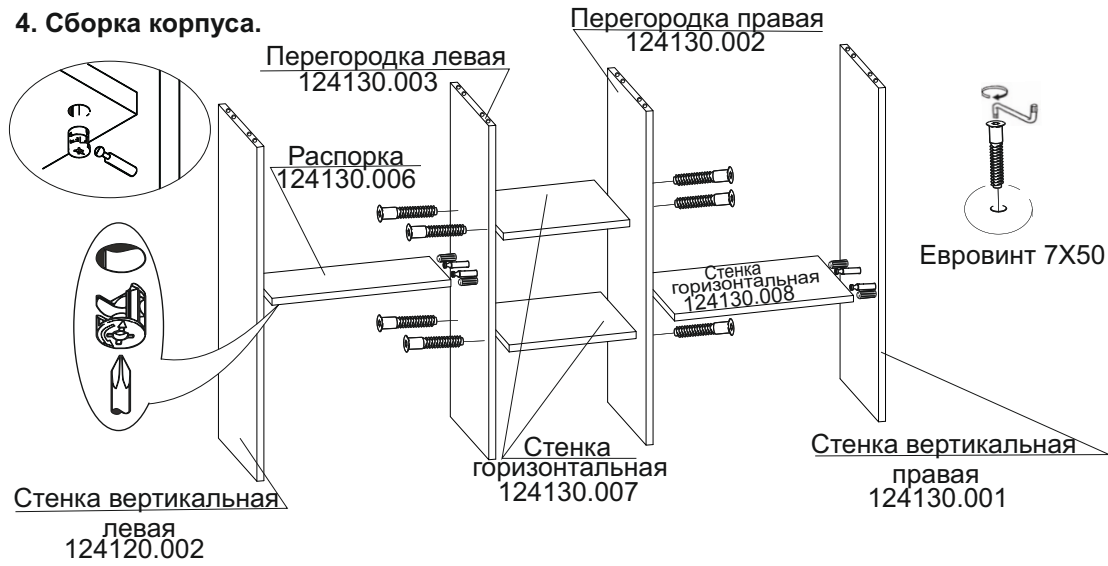 4. Сборка корпуса.
Перегородка правая
124130.002
Перегородка левая
124130.003
Распорка
124130.006
Евровинт 7X50
Стенка
горизонтальная
124130.008
Стенка
горизонтальная
124130.007
Стенка вертикальная
правая
124130.001
Стенка вертикальная
левая
124120.002